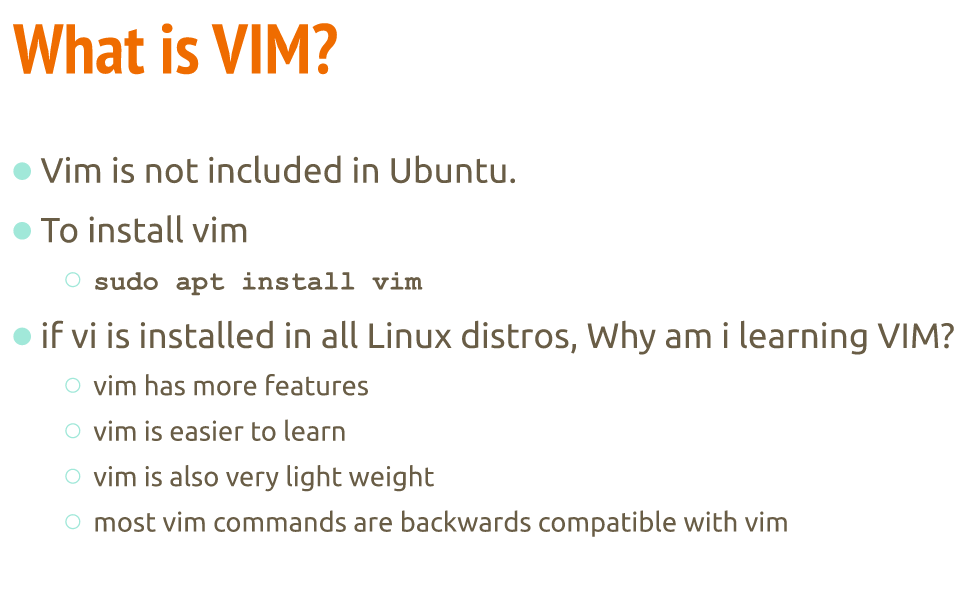 What is VIM?
Vim is not included in Ubuntu.
To install vim
sudo apt install vim
if vi is installed in all Linux distros, Why am i learning VIM?
vim has more features
vim is easier to learn
vim is also very light weight
most vim commands are backwards compatible with vim